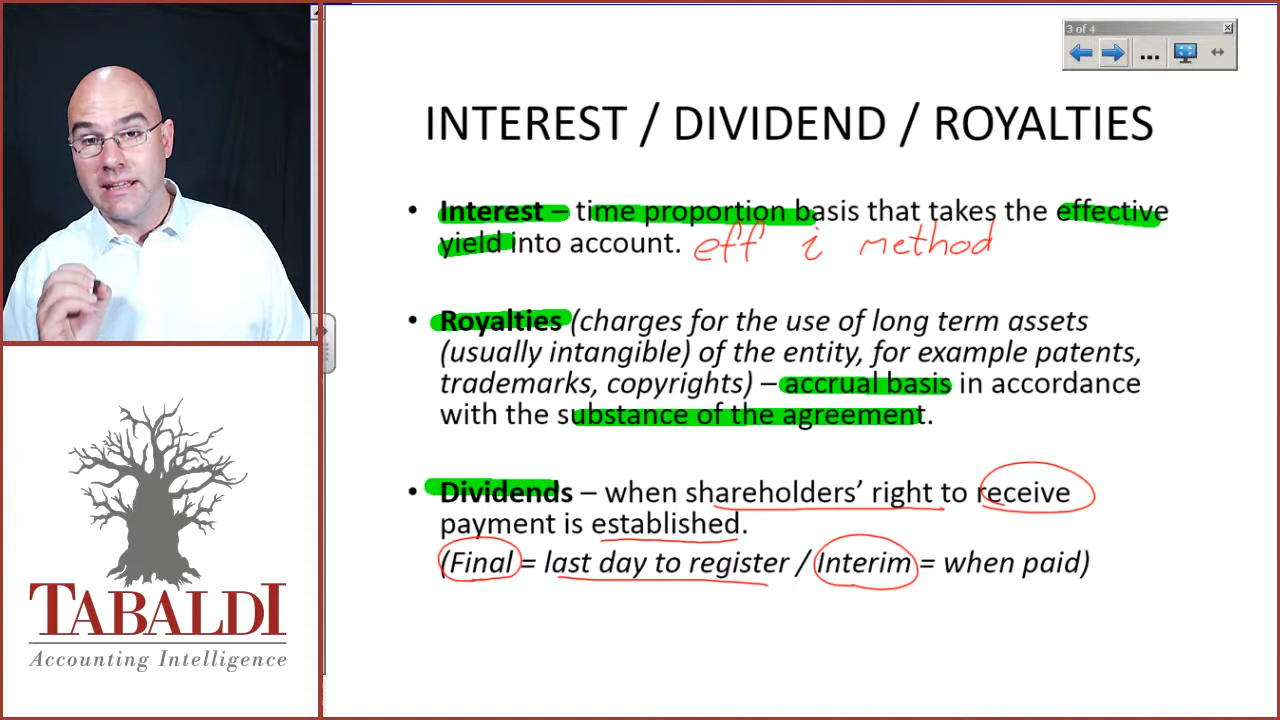 3 of 4
INTEREST / DIVIDEND / ROYALTIES
• Interest – time proportion basis that takes the effective
yield into account. eff i method
• Royalties (charges for the use of long term assets
(usually intangible) of the entity, for example patents,
trademarks, copyrights) – accrual basis in accordance
with the substance of the agreement.
• Dividends – when shareholders’ right to receive
payment is established.
(Final = last day to register / Interim = when paid)
TABALDI
Accounting Intelligence